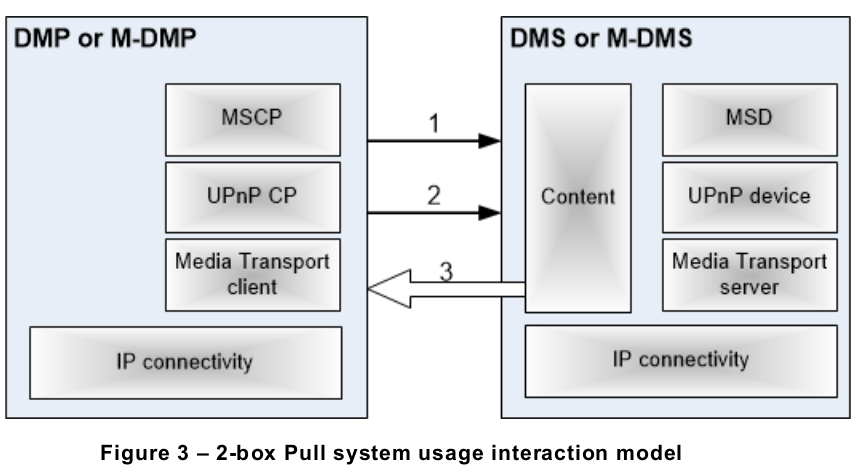 DMP or M-DMP
MSCP
UPnP CP
Media Transport
client
IP connectivity
1
2
3
DMS or M-DMS
Content
MSD
UPnP device
Media Transport
server
IP connectivity
Figure 3 – 2-box Pull system usage interaction model